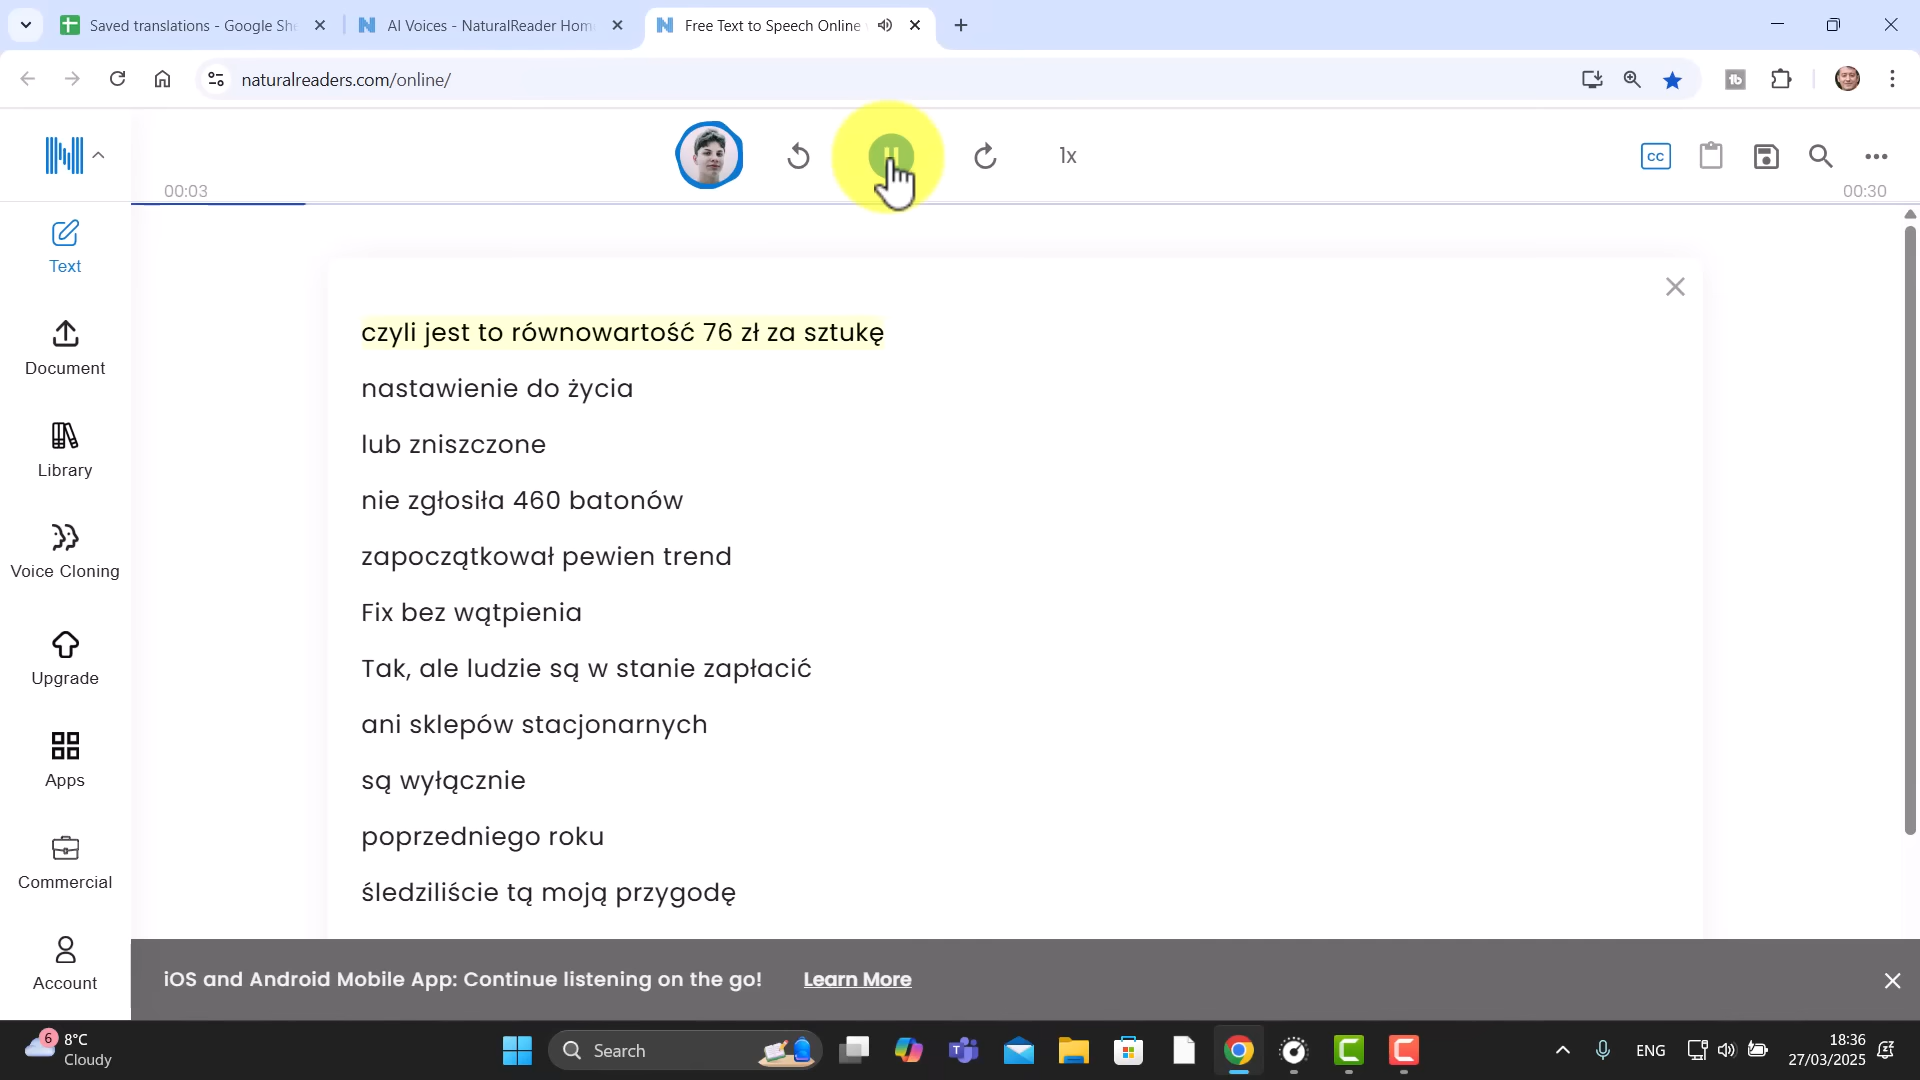 Saved translations - Google She
AI Voices - NaturalReader Hom
Free Text to Speech Online
naturalreaders.com/online/
1x
CC
00:03
00:30
Text
Document
Library
Voice Cloning
Upgrade
Apps
Commercial
Account
czyli jest to równowartość 76 zł za sztukę
nastawienie do życia
lub zniszczone
nie zgłosiła 460 batonów
zapoczątkował pewien trend
Fix bez wątpienia
Tak, ale ludzie są w stanie zapłacić
ani sklepów stacjonarnych
są wyłącznie
poprzedniego roku
śledziliście tą moją przygodę
iOS and Android Mobile App: Continue listening on the go! Learn More
6
8°C
Cloudy
Search
ENG
18:36
27/03/2025